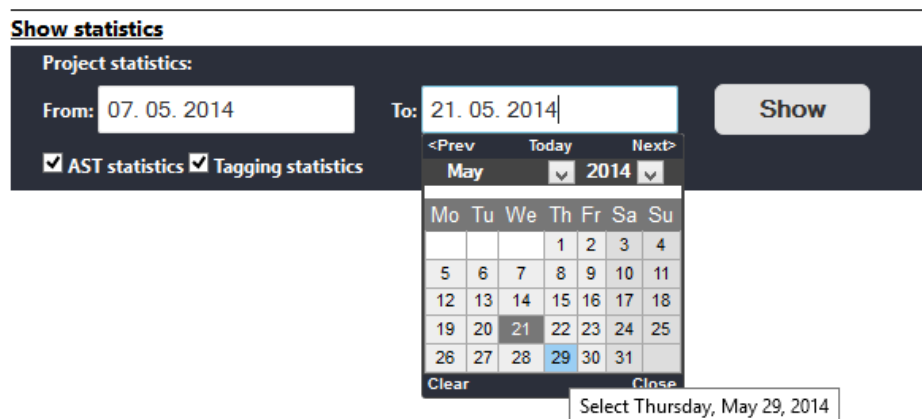 Show statistics
Project statistics:
From: 07. 05. 2014 To: 21. 05. 2014 Show
<Prev Today Next>
AST statistics Tagging statistics
May 2014
Mo Tu We Th Fr Sa Su
1 2 3 4
5 6 7 8 9 10 11
12 13 14 15 16 17 18
19 20 21 22 23 24 25
26 27 28 29 30 31
Clear Close
Select Thursday, May 29, 2014